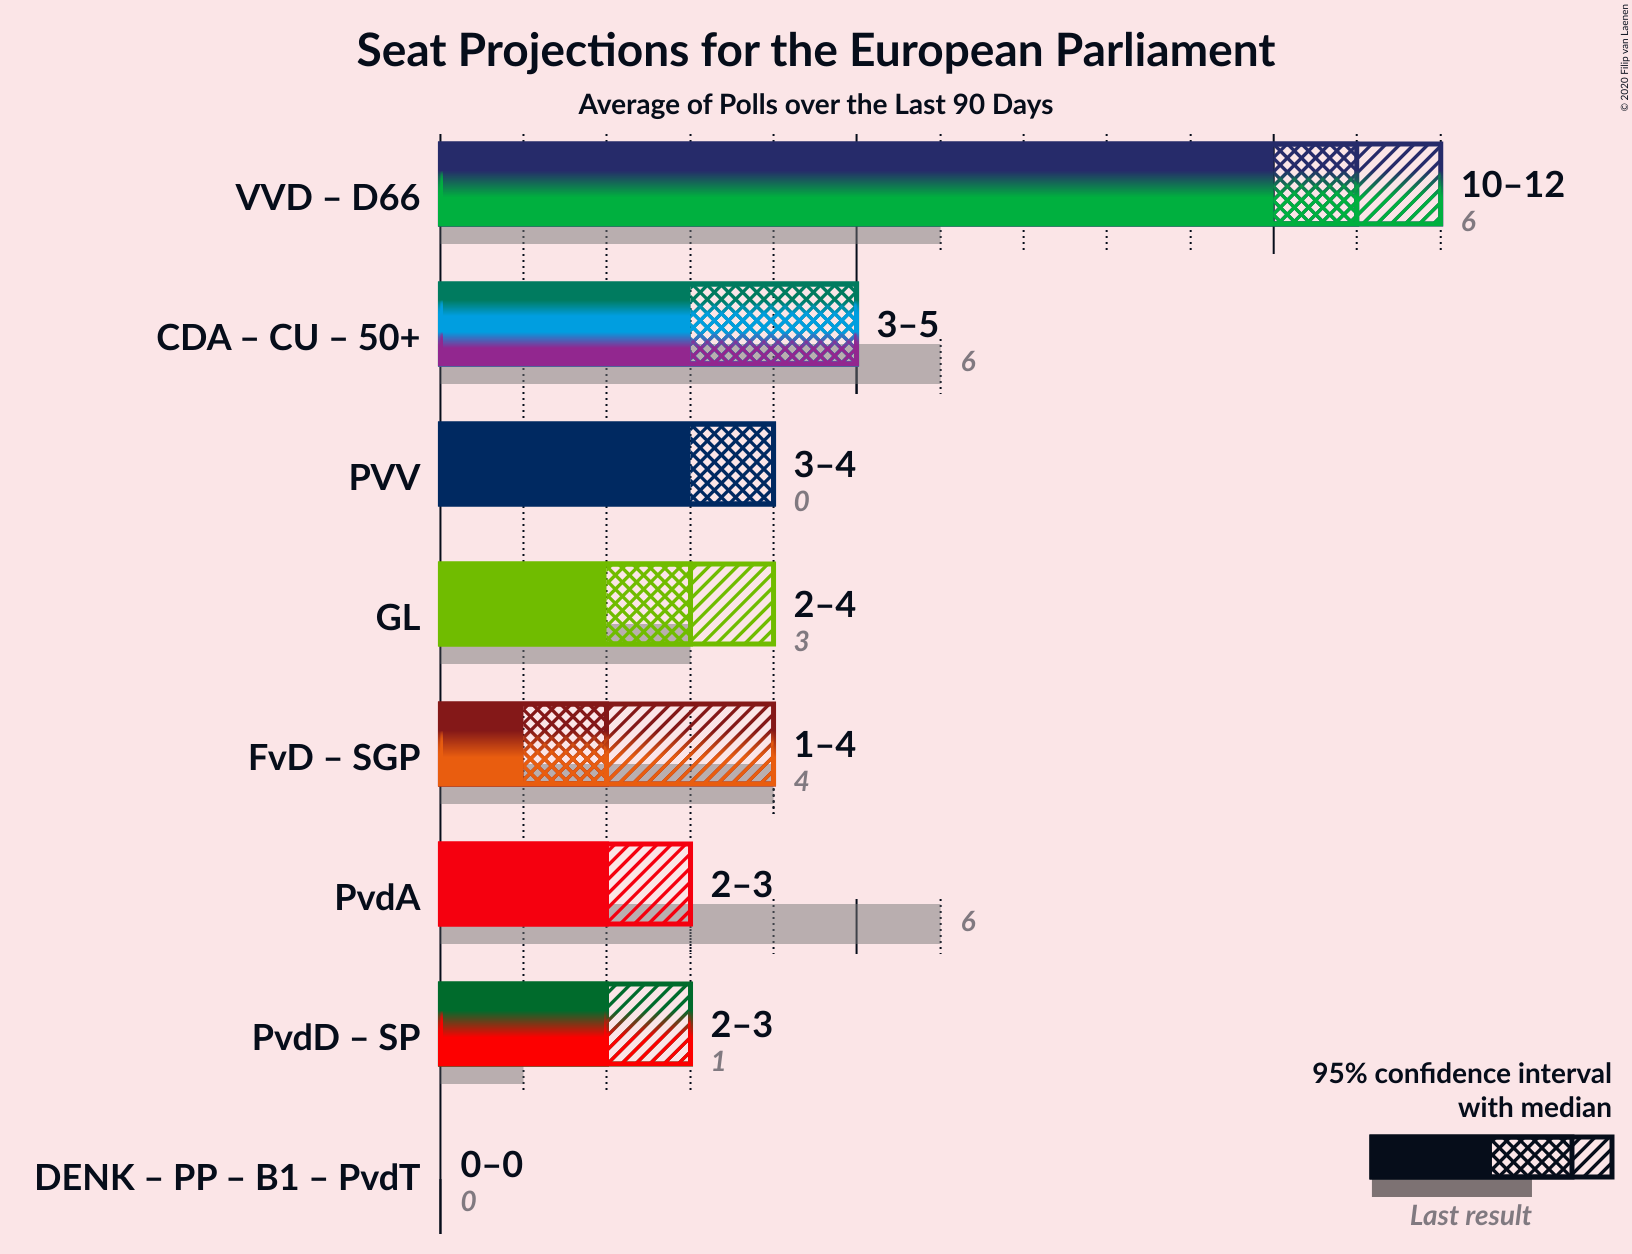 Seat Projections for the European Parliament
Average of Polls over the Last 90 Days
© 2020 Filip van Laenen
VVD – D66
10–12
6
CDA – CU – 50+
3–5
6
PVV
3–4
0
GL
2–4
3
FvD – SGP
1–4
4
PvdA
2–3
6
PvdD – SP
2–3
1
DENK – PP – B1 – PvdT
0–0
0
95% confidence interval
with median
Last result